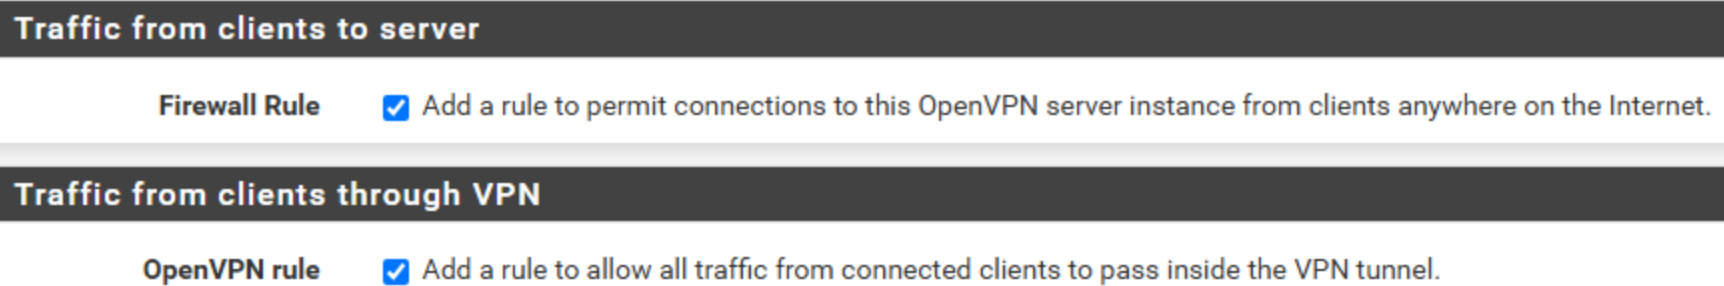 Traffic from clients to server
Firewall Rule Add a rule to permit connections to this OpenVPN server instance from clients anywhere on the Internet.
Traffic from clients through VPN
OpenVPN rule Add a rule to allow all traffic from connected clients to pass inside the VPN tunnel.